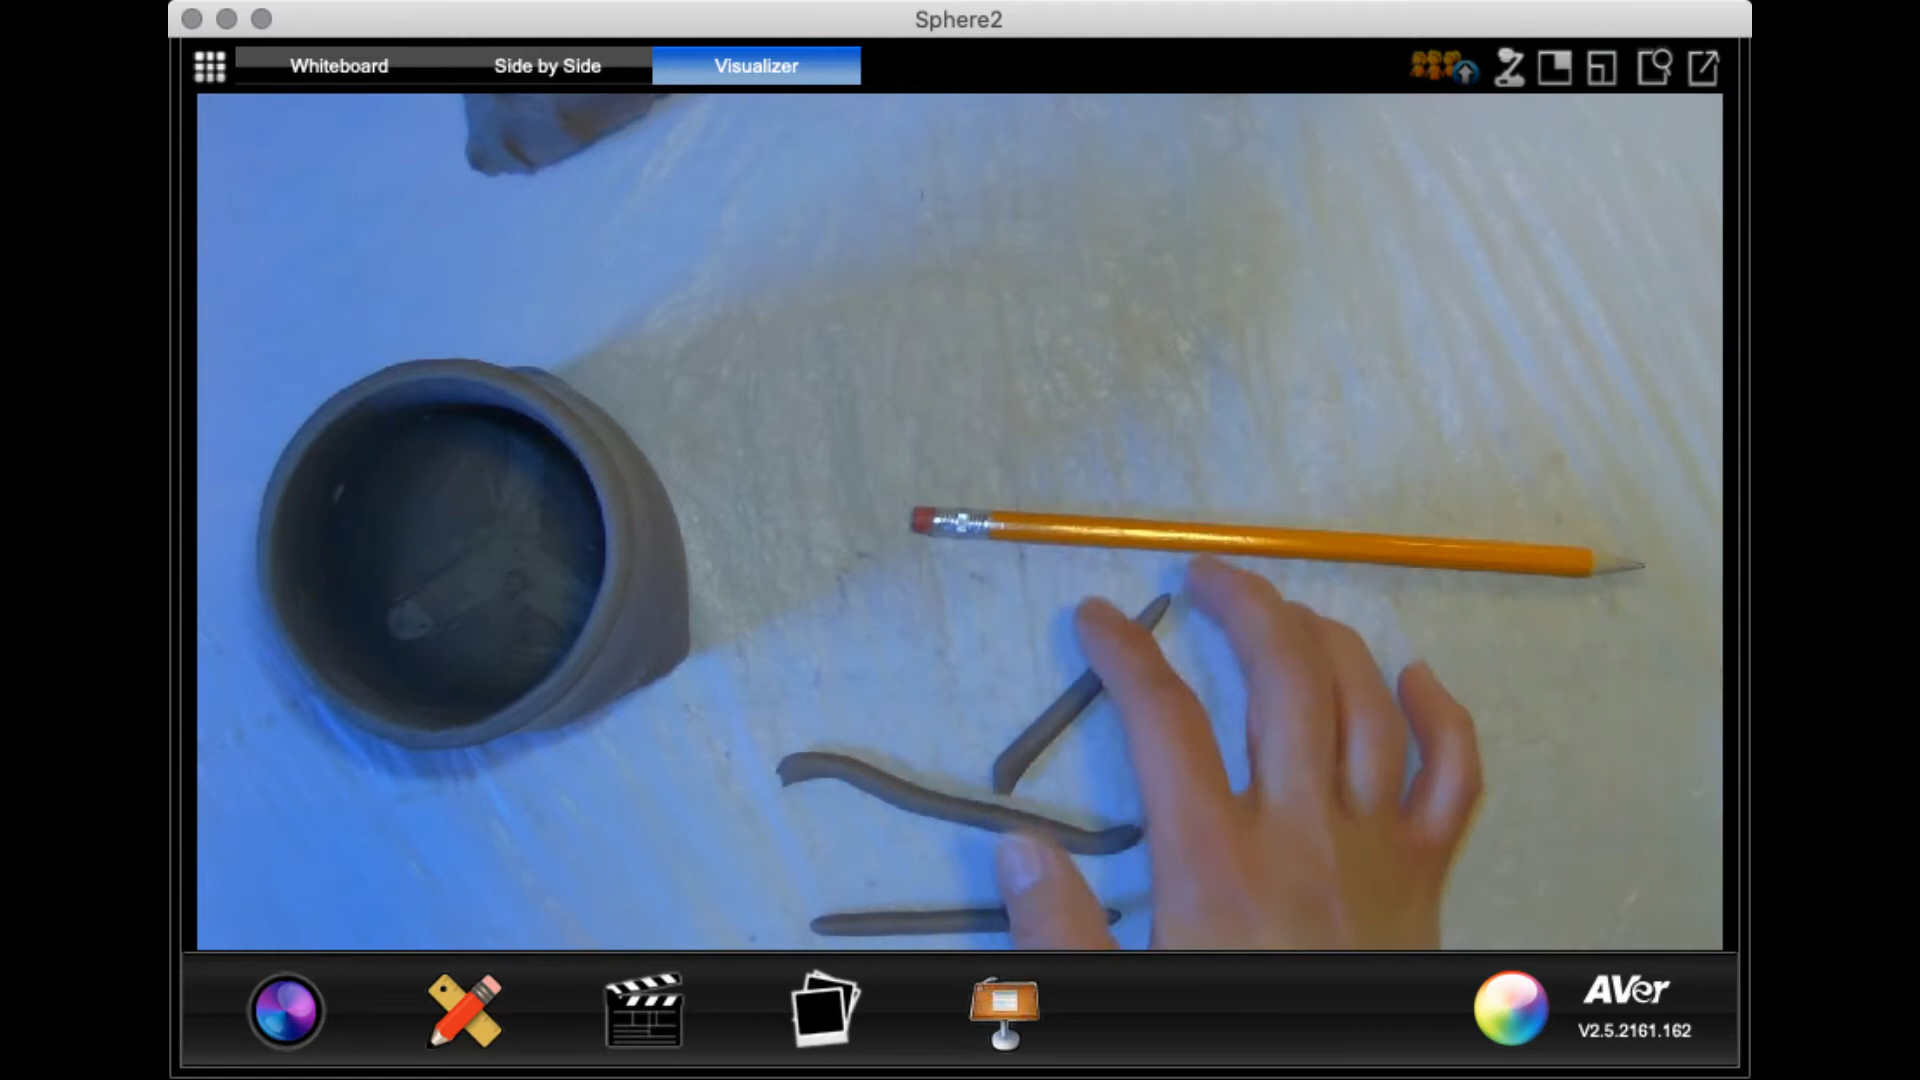 Sphere2
Whiteboard
Side by Side
Visualizer
AVer
V2.5.2161.162